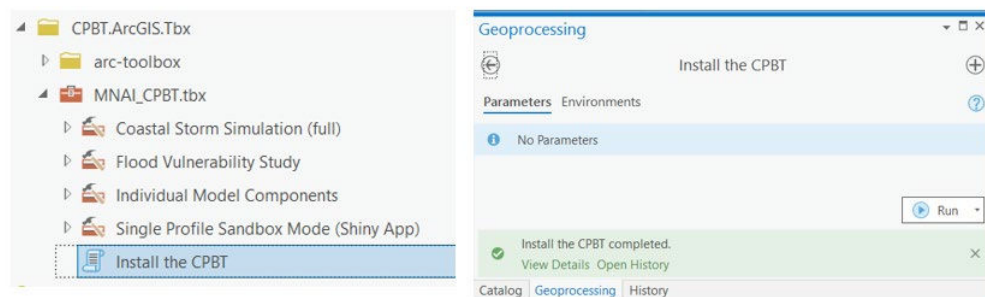 CPBT.ArcGIS.Tbx
arc-toolbox
MNAI_CPBT.tbx
Coastal Storm Simulation (full)
Flood Vulnerability Study
Individual Model Components
Single Profile Sandbox Mode (Shiny App)
Install the CPBT
Geoprocessing
Install the CPBT
Parameters Environments
No Parameters
Run
Install the CPBT completed.
View Details Open History
Catalog Geoprocessing History